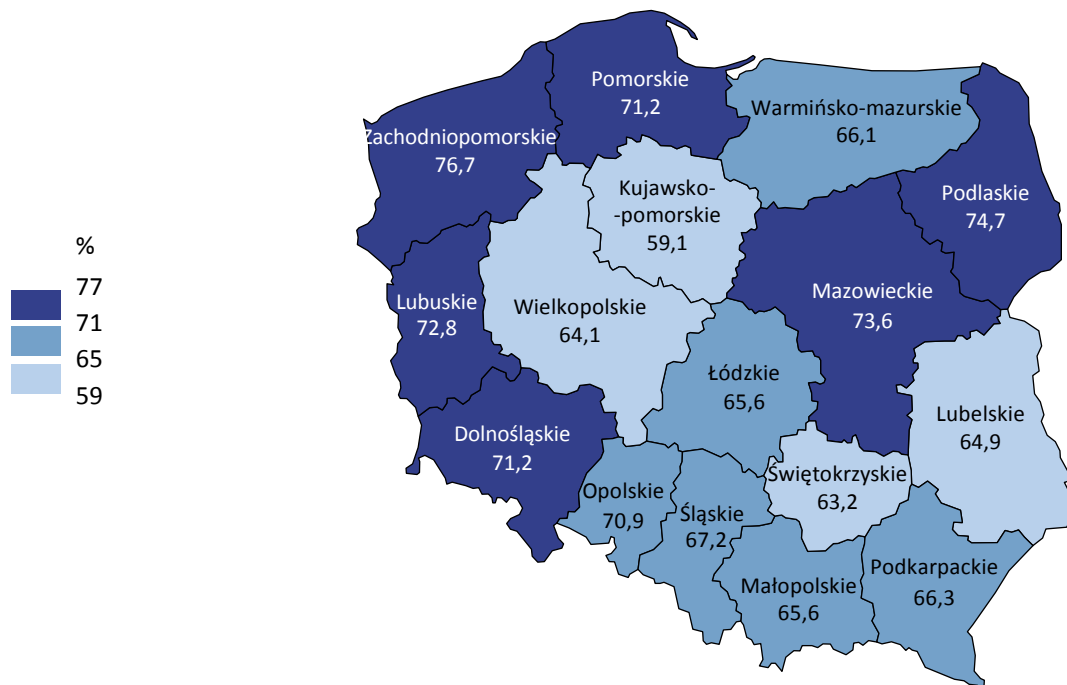 Pomorskie
71,2
Warmińsko-mazurskie
66,1
Zachodniopomorskie
76,7
Kujawsko-
-pomorskie
59,1
Podlaskie
74,7
%
77
71
65
59
Lubuskie
72,8
Wielkopolskie
64,1
Mazowieckie
73,6
Łódzkie
65,6
Lubelskie
64,9
Dolnośląskie
71,2
Świętokrzyskie
63,2
Opolskie
70,9
Śląskie
67,2
Małopolskie
65,6
Podkarpackie
66,3